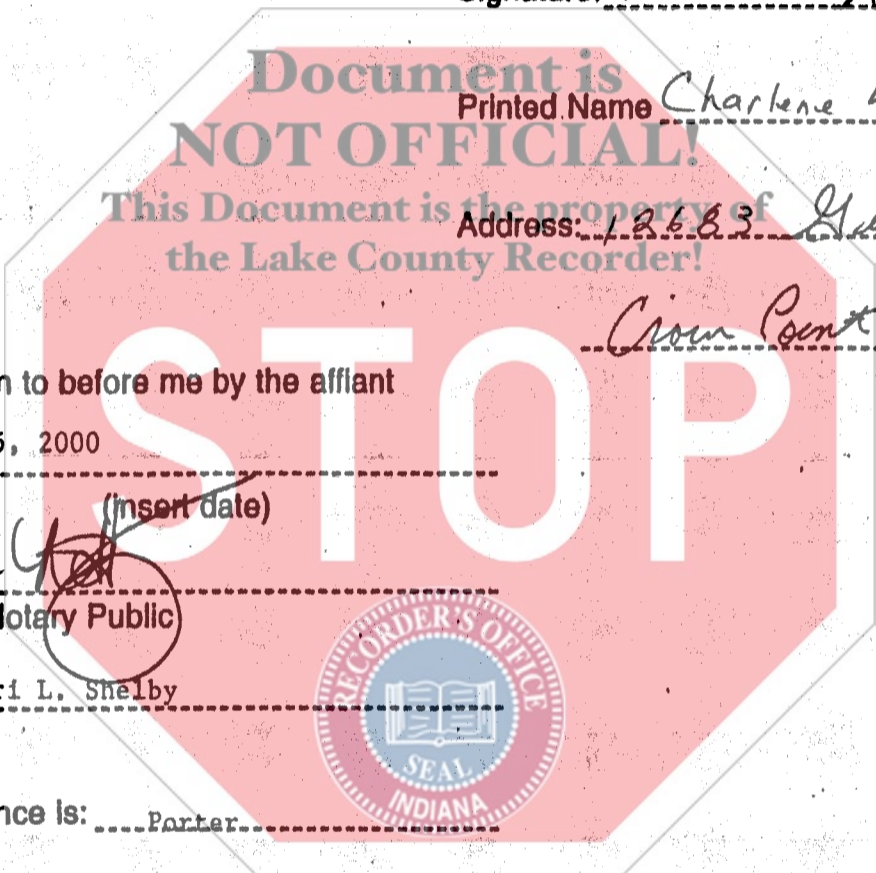 Document is
Printed Name Charlene
NOT OFFICIAL!
This Document is the property of
Address: 12683
the Lake County Recorder!
Crown Point
STOP
to before me by the affiant
, 2000
(insert date)
Notary Public
RECORDER'S OFFICE
L. Shelby
SEAL
INDIANA
is: Porter